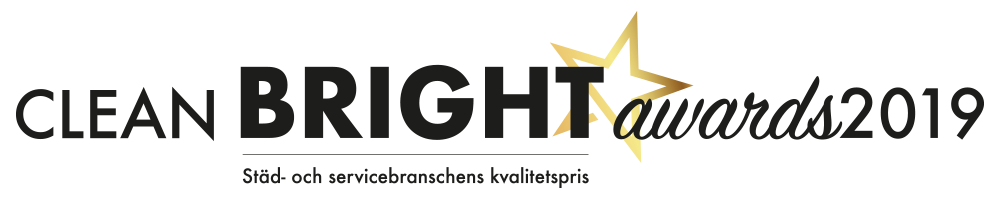 CLEAN BRIGHT awards2019
Städ- och servicebranschens kvalitetspris